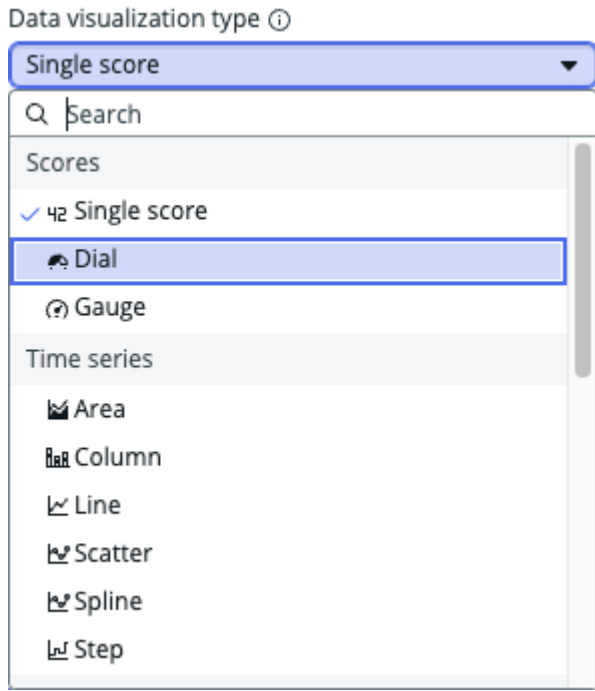 Data visualization type
Single score
Search
Scores
42 Single score
Dial
Gauge
Time series
Area
Column
Line
Scatter
Spline
Step